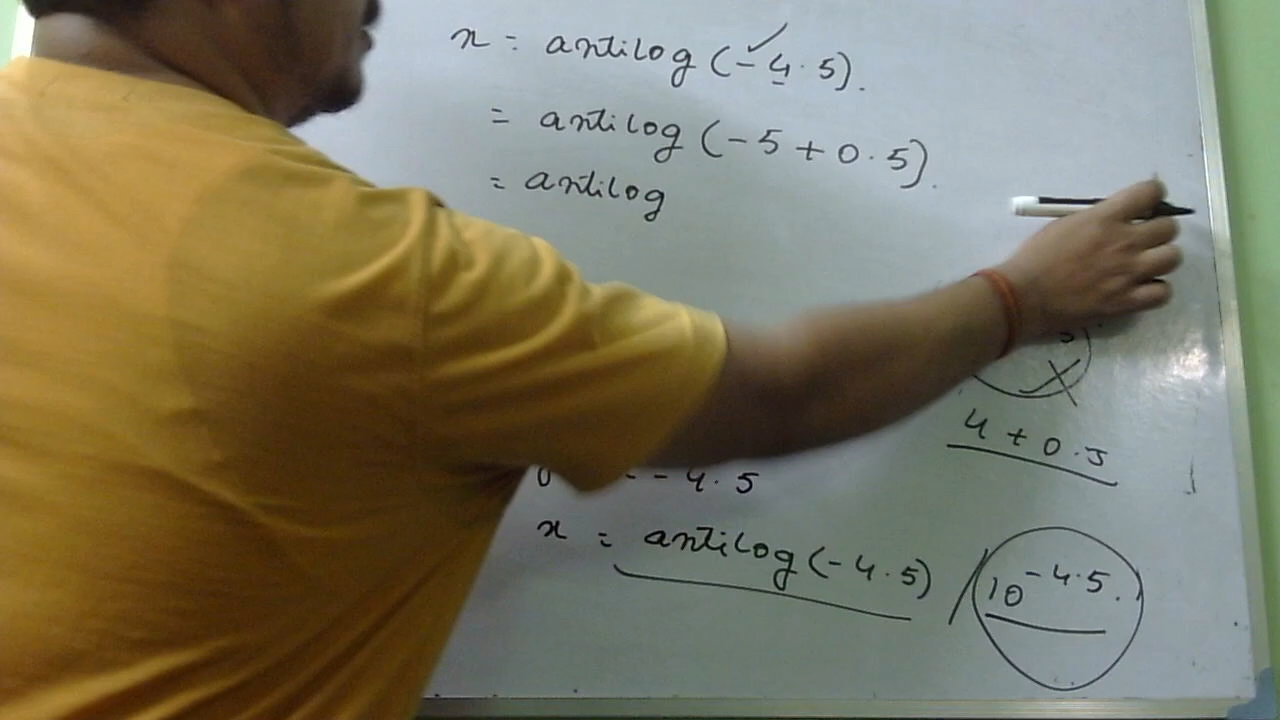 x = antilog (-4.5).
= antilog (-5 + 0.5).
= antilog
4 + 0.5
- 4.5
x = antilog (-4.5) / 10^-4.5.